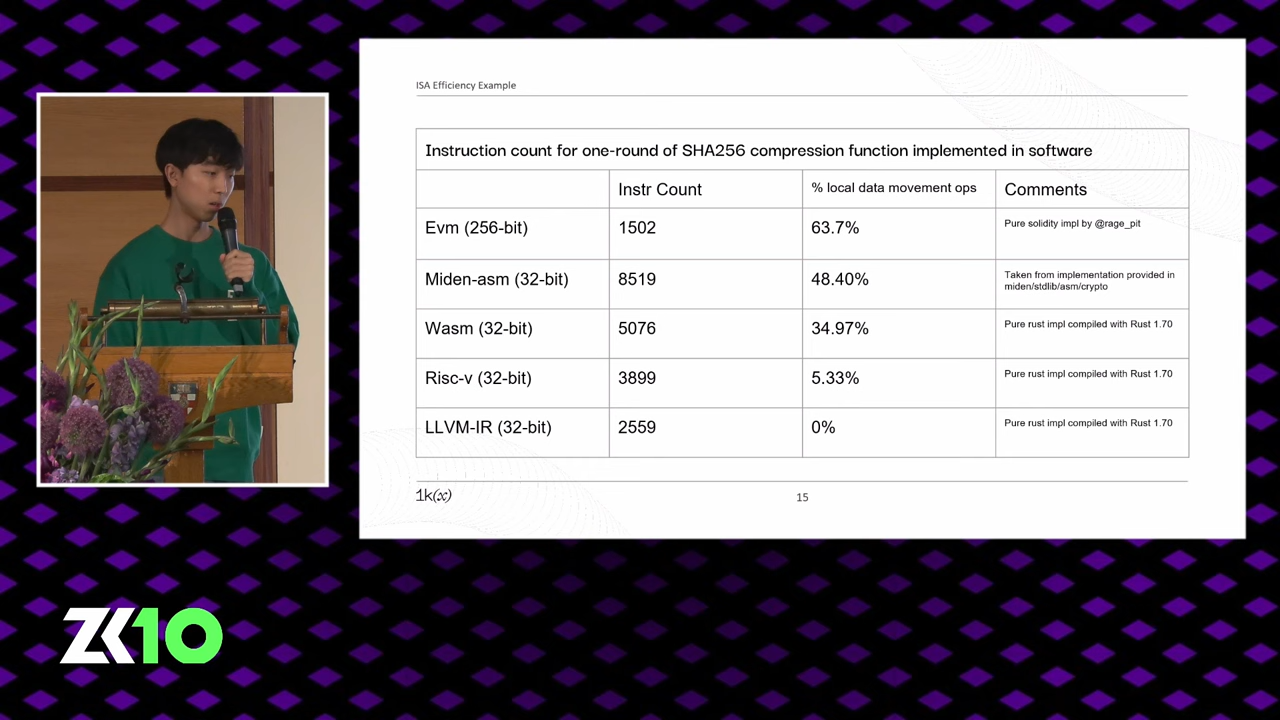 ISA Efficiency Example
Instruction count for one-round of SHA256 compression function implemented in software
Instr Count
% local data movement ops
Comments
Evm (256-bit)
1502
63.7%
Pure solidity impl by @rage_pit
Miden-asm (32-bit)
8519
48.40%
Taken from implementation provided in
miden/stdlib/asm/crypto
Wasm (32-bit)
5076
34.97%
Pure rust impl compiled with Rust 1.70
Risc-v (32-bit)
3899
5.33%
Pure rust impl compiled with Rust 1.70
LLVM-IR (32-bit)
2559
0%
Pure rust impl compiled with Rust 1.70
1k(x)
15
ZK10